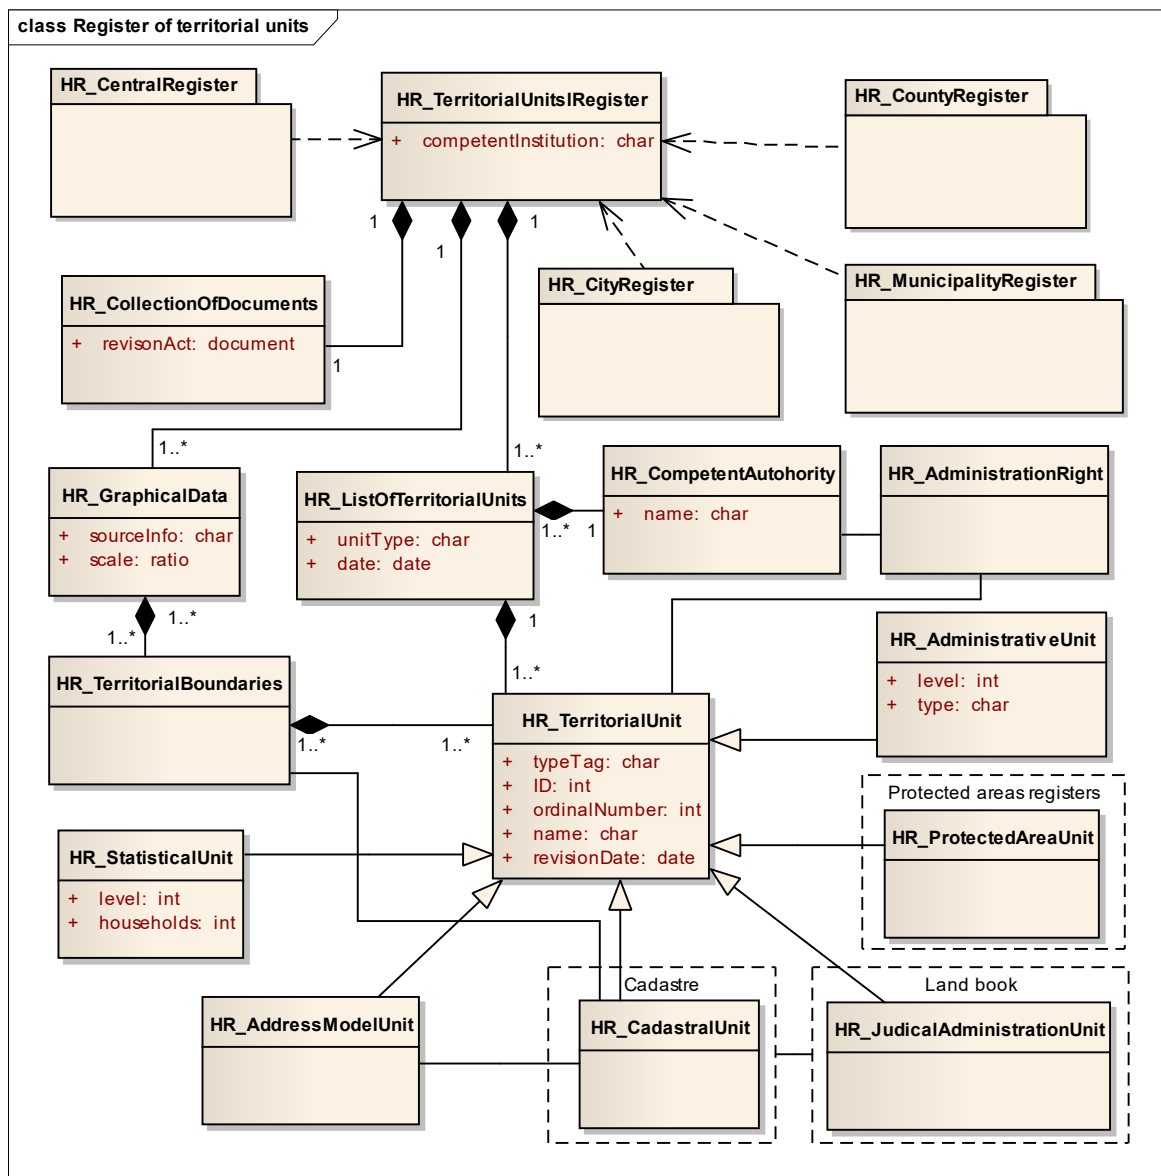 class Register of territorial units
HR_CentralRegister
HR_TerritorialUnitslRegister
+ competentInstitution: char
HR_CountyRegister
1
1
1
HR_CollectionOfDocuments
+ revisonAct: document
1
HR_CityRegister
HR_MunicipalityRegister
1..*
1..*
HR_GraphicalData
+ sourceInfo: char
+ scale: ratio
HR_ListOfTerritorialUnits
+ unitType: char
+ date: date
1..*
1
HR_CompetentAutohority
+ name: char
HR_AdministrationRight
1..*
1..*
1
1..*
HR_TerritorialBoundaries
1..*
1..*
HR_TerritorialUnit
+ typeTag: char
+ ID: int
+ ordinalNumber: int
+ name: char
+ revisionDate: date
HR_AdministrativeUnit
+ level: int
+ type: char
Protected areas registers
HR_ProtectedAreaUnit
HR_StatisticalUnit
+ level: int
+ households: int
HR_AddressModelUnit
Cadastre
HR_CadastralUnit
Land book
HR_JudicalAdministrationUnit